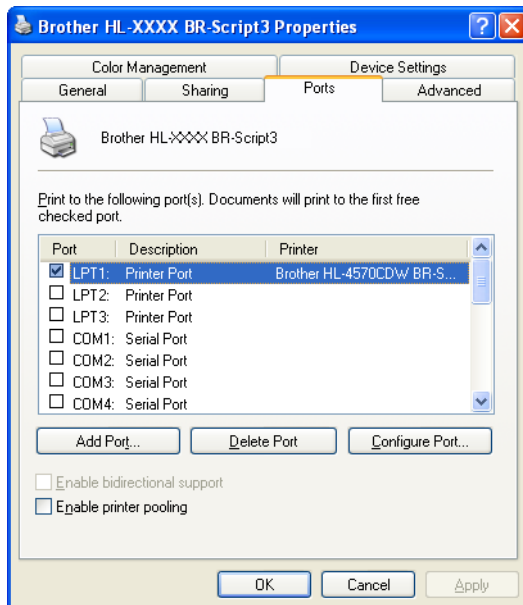 Brother HL-XXXX BR-Script3 Properties
Color Management Device Settings
General Sharing Ports Advanced
Brother HL-XXXX BR-Script3
Print to the following port(s). Documents will print to the first free
checked port.
Port Description Printer
LPT1: Printer Port Brother HL-4570CDW BR-S...
LPT2: Printer Port
LPT3: Printer Port
COM1: Serial Port
COM2: Serial Port
COM3: Serial Port
COM4: Serial Port
Add Port... Delete Port Configure Port...
Enable bidirectional support
Enable printer pooling
OK Cancel Apply